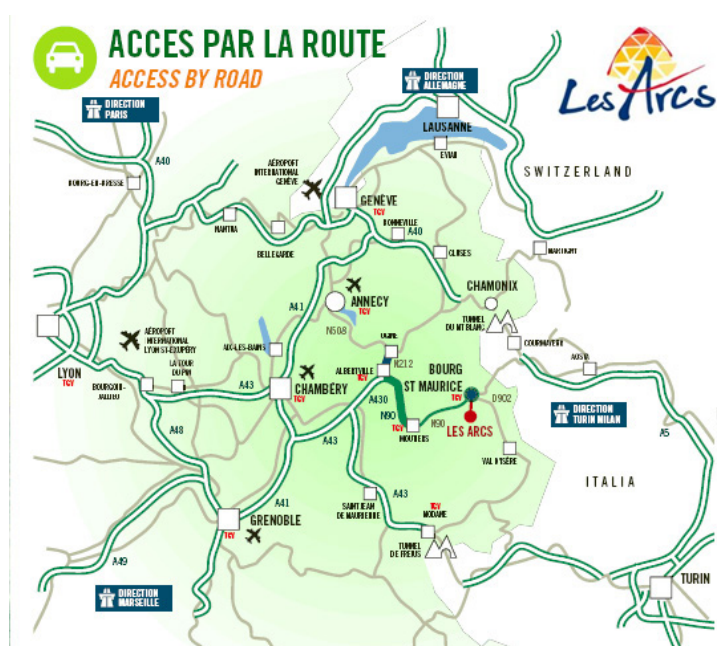 ACCES PAR LA ROUTE
ACCESS BY ROAD
Les Arcs
DIRECTION
PARIS
DIRECTION
ALLEMAGNE
LAUSANNE
EVIAN
SWITZERLAND
A40
BOURG-EN-BRESSE
AÉROPORT
INTERNATIONAL
GENÈVE
GENÈVE
TGV
BONNEVILLE
A40
NANTUA
BELLEGARDE
CLUSES
MARTIGNY
CHAMONIX
TUNNEL
DU MT BLANC
COURMAYEUR
AOSTA
A41
ANNECY
TGV
N508
UGINE
N212
AÉROPORT
INTERNATIONAL
LYON ST-EXUPÉRY
AIX-LES-BAINS
LA TOUR
DU PIN
LYON
TGV
BOURGOIN-
JALLIEU
A43
CHAMBÉRY
TGV
ALBERTVILLE
TGV
BOURG
ST MAURICE
TGV
A430
N90
D902
LES ARCS
N90
TGV
MOUTIERS
DIRECTION
TURIN MILAN
A5
A48
A43
VAL D'ISÈRE
ITALIA
A41
GRENOBLE
TGV
SAINT JEAN
DE MAURIENNE
A43
TGV
MODANE
TUNNEL
DE FREJUS
A49
DIRECTION
MARSEILLE
TURIN